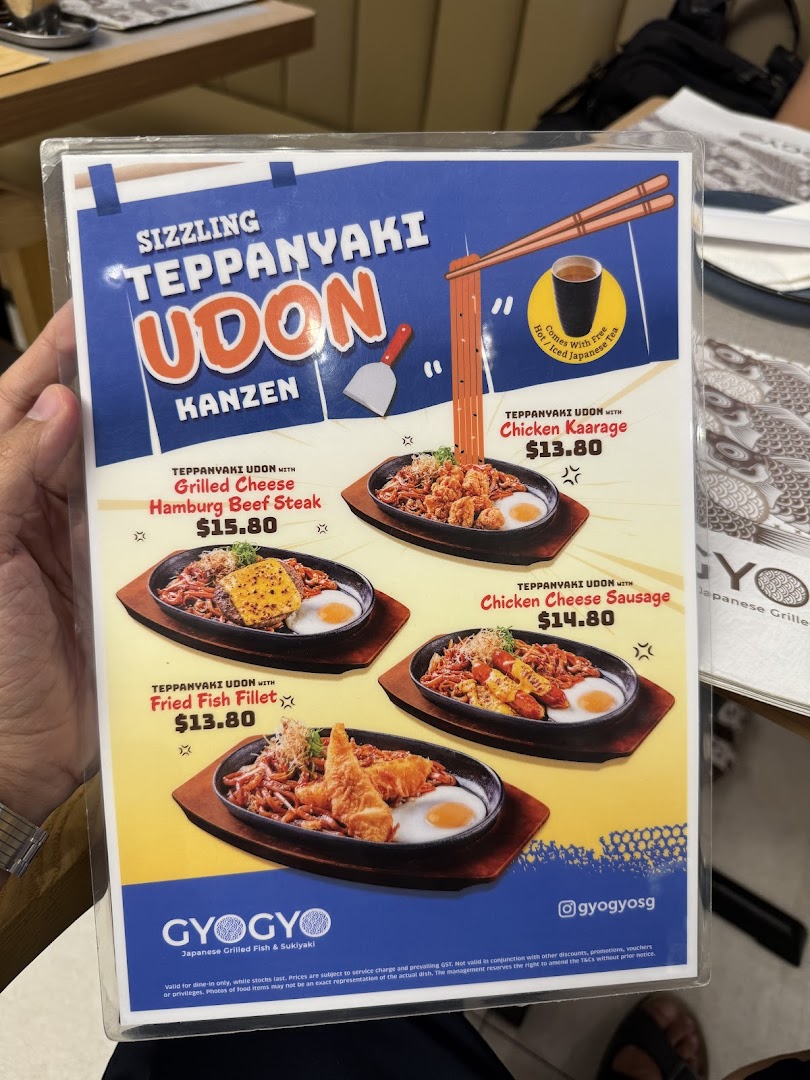 SIZZLING
TEPPANYAKI
UDON
KANZEN
Comes With Free
Hot / Iced Japanese Tea
TEPPANYAKI UDON WITH
Chicken Kaarage
$13.80
TEPPANYAKI UDON WITH
Grilled Cheese
Hamburg Beef Steak
$15.80
TEPPANYAKI UDON WITH
Chicken Cheese Sausage
$14.80
TEPPANYAKI UDON WITH
Fried Fish Fillet
$13.80
GYOGYO
Japanese Grilled Fish & Sukiyaki
gyogyosg
Valid for dine-in only, while stocks last. Prices are subject to service charge and prevailing GST. Not valid in conjunction with other discounts, promotions, vouchers
or privileges. Photos of food items may not be an exact representation of the actual dish. The management reserves the right to amend the T&Cs without prior notice.
GYO
Japanese Grille